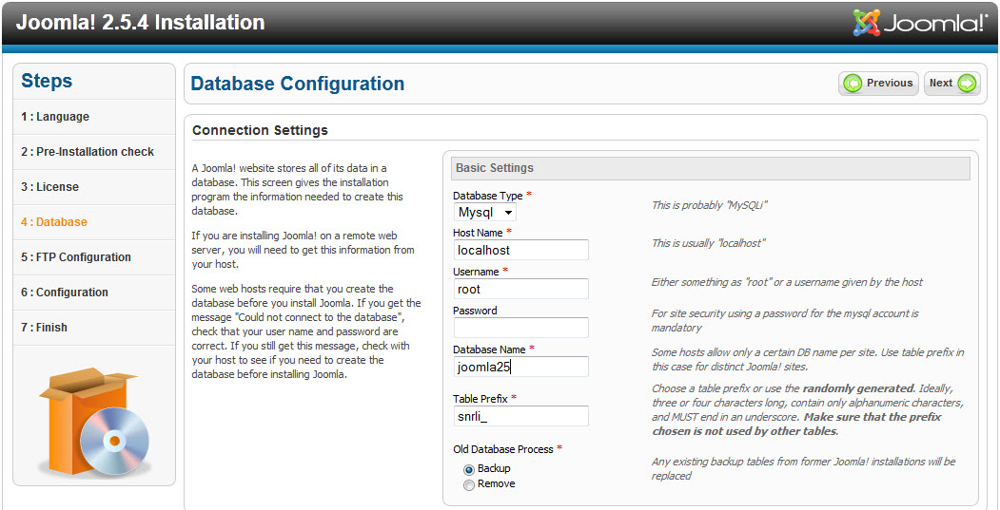 Joomla! 2.5.4 Installation
Joomla!®
Steps
1 : Language
2 : Pre-Installation check
3 : License
4 : Database
5 : FTP Configuration
6 : Configuration
7 : Finish
Database Configuration
Previous
Next
Connection Settings
A Joomla! website stores all of its data in a
database. This screen gives the installation
program the information needed to create this
database.
If you are installing Joomla! on a remote web
server, you will need to get this information from
your host.
Some web hosts require that you create the
database before you install Joomla. If you get the
message "Could not connect to the database",
check that your user name and password are
correct. If you still get this message, check with
your host to see if you need to create the
database before installing Joomla.
Basic Settings
Database Type *
Mysql
This is probably "MySQLi"
Host Name *
localhost
This is usually "localhost"
Username *
root
Either something as "root" or a username given by the host
Password
For site security using a password for the mysql account is
mandatory
Database Name *
joomla25
Some hosts allow only a certain DB name per site. Use table prefix in
this case for distinct Joomla! sites.
Table Prefix *
snrli_
Choose a table prefix or use the randomly generated. Ideally,
three or four characters long, contain only alphanumeric characters,
and MUST end in an underscore. Make sure that the prefix
chosen is not used by other tables.
Old Database Process *
Backup
Remove
Any existing backup tables from former Joomla! installations will be
replaced